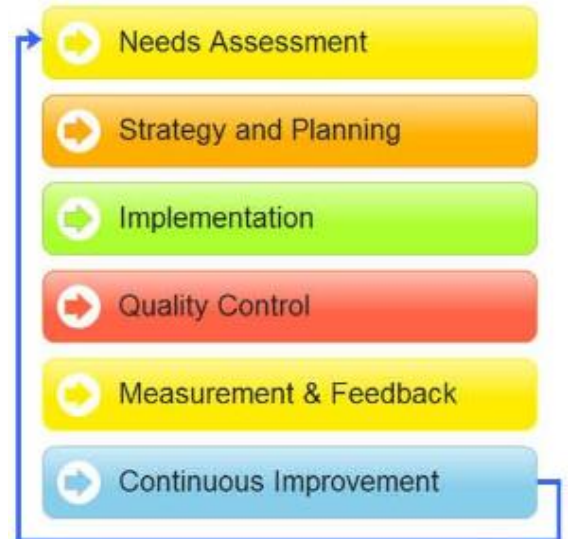 Needs Assessment
Strategy and Planning
Implementation
Quality Control
Measurement & Feedback
Continuous Improvement